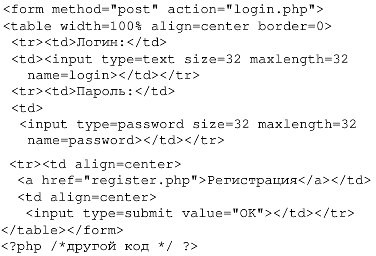 <form method="post" action="login.php">
<table width=100% align=center border=0>
<tr><td>Логин:</td>
<td><input type=text size=32 maxlength=32
name=login></td></tr>
<tr><td>Пароль:</td>
<td>
<input type=password size=32 maxlength=32
name=password></td></tr>
<tr><td align=center>
<a href="register.php">Регистрация</a></td>
<td align=center>
<input type=submit value="OK"></td></tr>
</table></form>
<?php /*другой код */ ?>